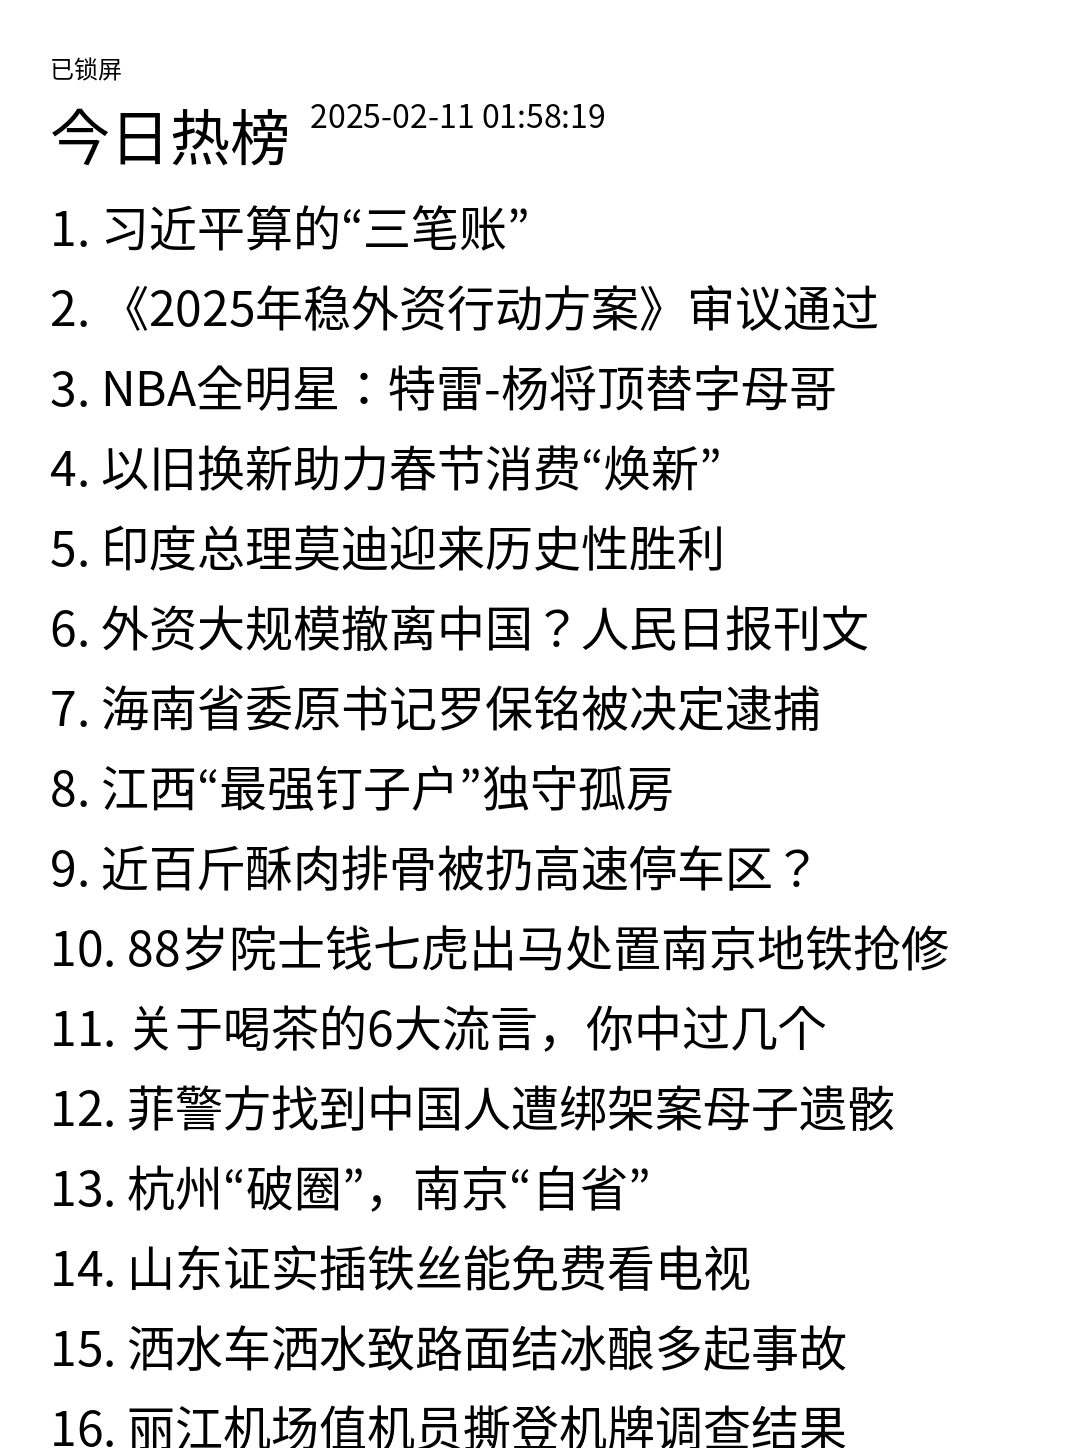 已锁屏
今日热榜 2025-02-11 01:58:19
1. 习近平算的“三笔账”
2. 《2025年稳外资行动方案》审议通过
3. NBA全明星：特雷-杨将顶替字母哥
4. 以旧换新助力春节消费“焕新”
5. 印度总理莫迪迎来历史性胜利
6. 外资大规模撤离中国？人民日报刊文
7. 海南省委原书记罗保铭被决定逮捕
8. 江西“最强钉子户”独守孤房
9. 近百斤酥肉排骨被扔高速停车区？
10. 88岁院士钱七虎出马处置南京地铁抢修
11. 关于喝茶的6大流言，你中过几个
12. 菲警方找到中国人遭绑架案母子遗骸
13. 杭州“破圈”，南京“自省”
14. 山东证实插铁丝能免费看电视
15. 洒水车洒水致路面结冰酿多起事故
16. 丽江机场值机员撕登机牌调查结果